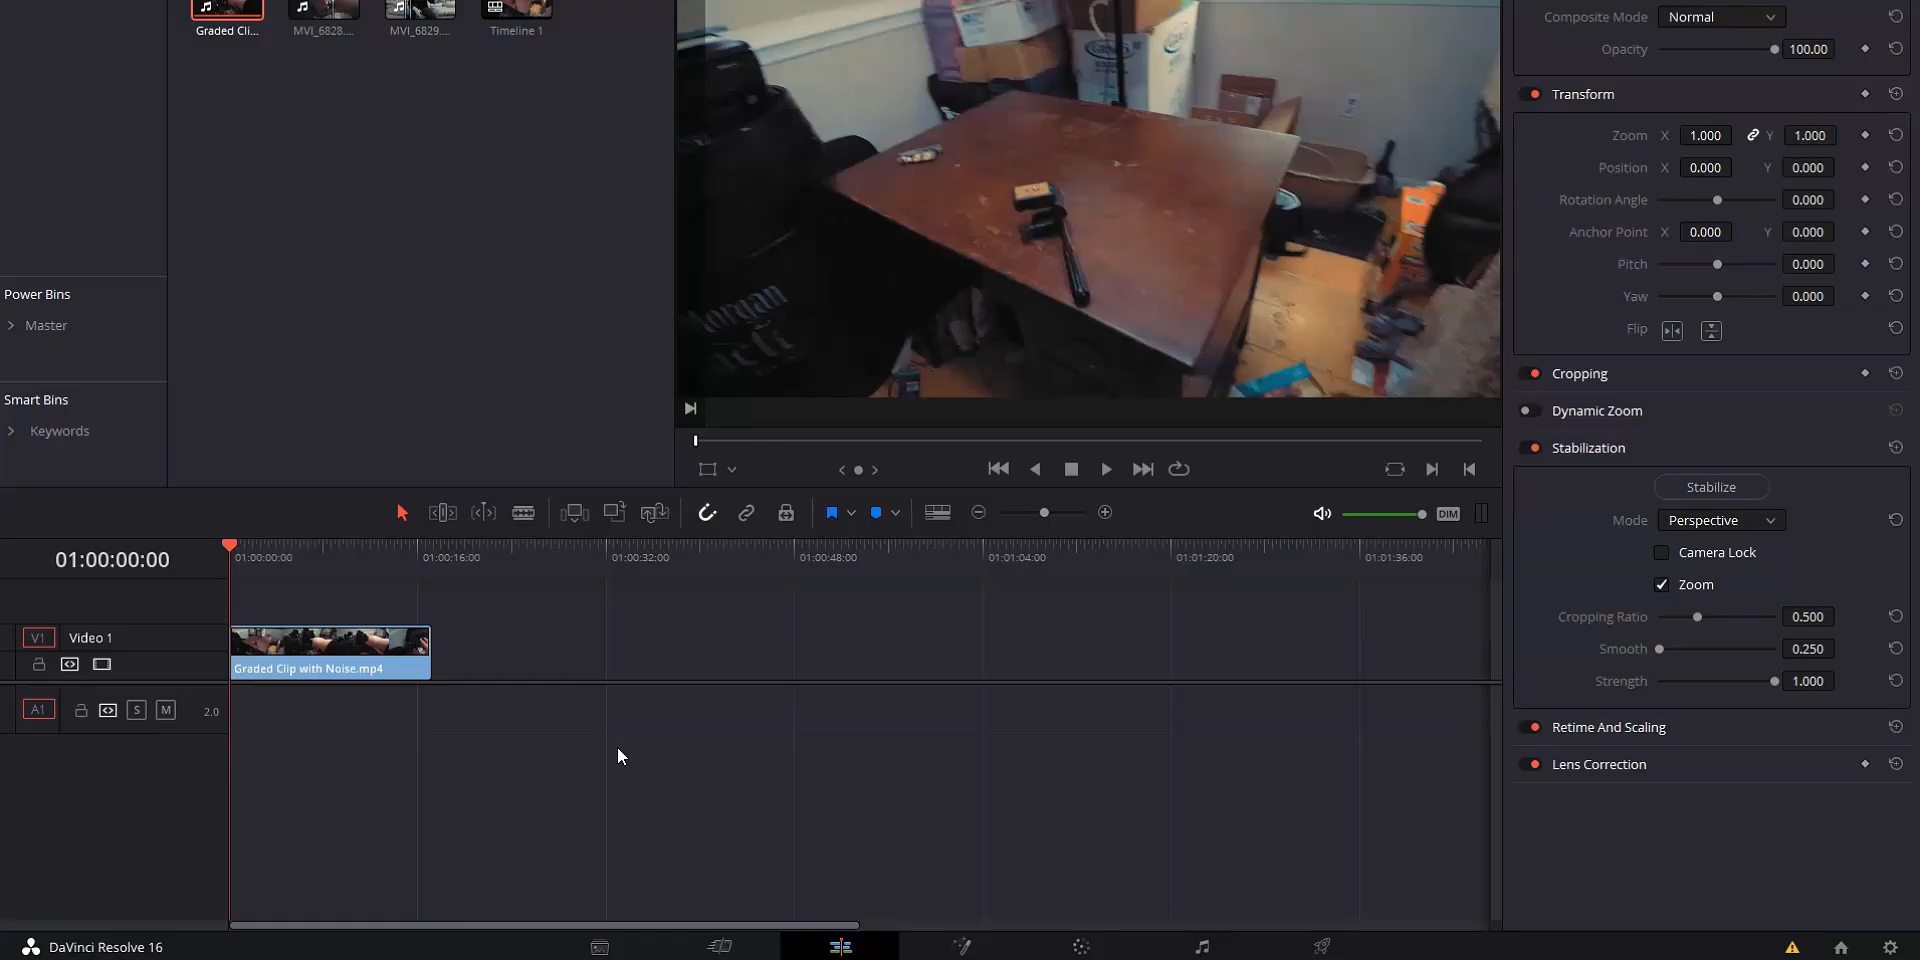 Graded Cli... MVI_6828.... MVI_6829.... Timeline 1
Composite Mode Normal
Opacity 100.00
Transform
Zoom X 1.000 Y 1.000
Position X 0.000 Y 0.000
Rotation Angle 0.000
Anchor Point X 0.000 Y 0.000
Pitch 0.000
Yaw 0.000
Flip
Cropping
Dynamic Zoom
Stabilization
Stabilize
Mode Perspective
Camera Lock
Zoom
Cropping Ratio 0.500
Smooth 0.250
Strength 1.000
Retime And Scaling
Lens Correction
Power Bins
Master
Smart Bins
Keywords
DIM
01:00:00:00
01:00:00:00 01:00:16:00 01:00:32:00 01:00:48:00 01:01:04:00 01:01:20:00 01:01:36:00
V1 Video 1
Graded Clip with Noise.mp4
A1 S M 2.0
DaVinci Resolve 16